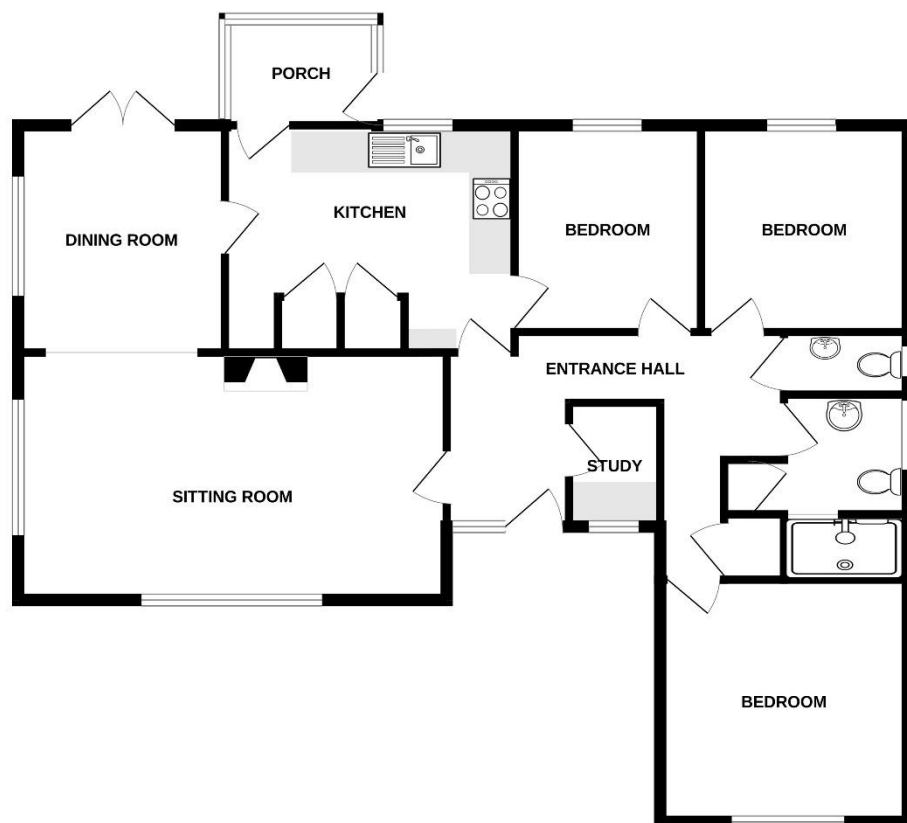 PORCH
KITCHEN
DINING ROOM
BEDROOM
BEDROOM
ENTRANCE HALL
STUDY
SITTING ROOM
BEDROOM